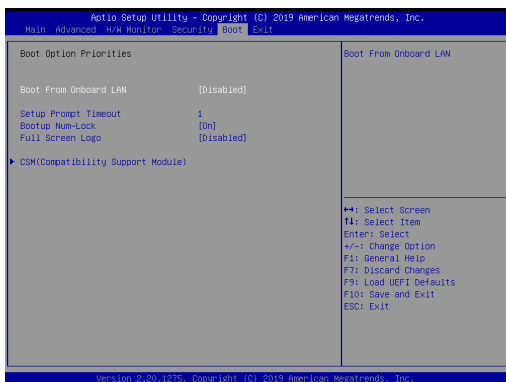 Aptio Setup Utility – Copyright (C) 2019 American Megatrends, Inc.
Main Advanced H/W Monitor Security Boot Exit
Boot Option Priorities
Boot From Onboard LAN [Disabled]
Setup Prompt Timeout 1
Bootup Num-Lock [On]
Full Screen Logo [Disabled]
CSM(Compatibility Support Module)
Boot From Onboard LAN
↔: Select Screen
↑↓: Select Item
Enter: Select
+/-: Change Option
F1: General Help
F7: Discard Changes
F9: Load UEFI Defaults
F10: Save and Exit
ESC: Exit
Version 2.20.1275. Copyright (C) 2019 American Megatrends, Inc.